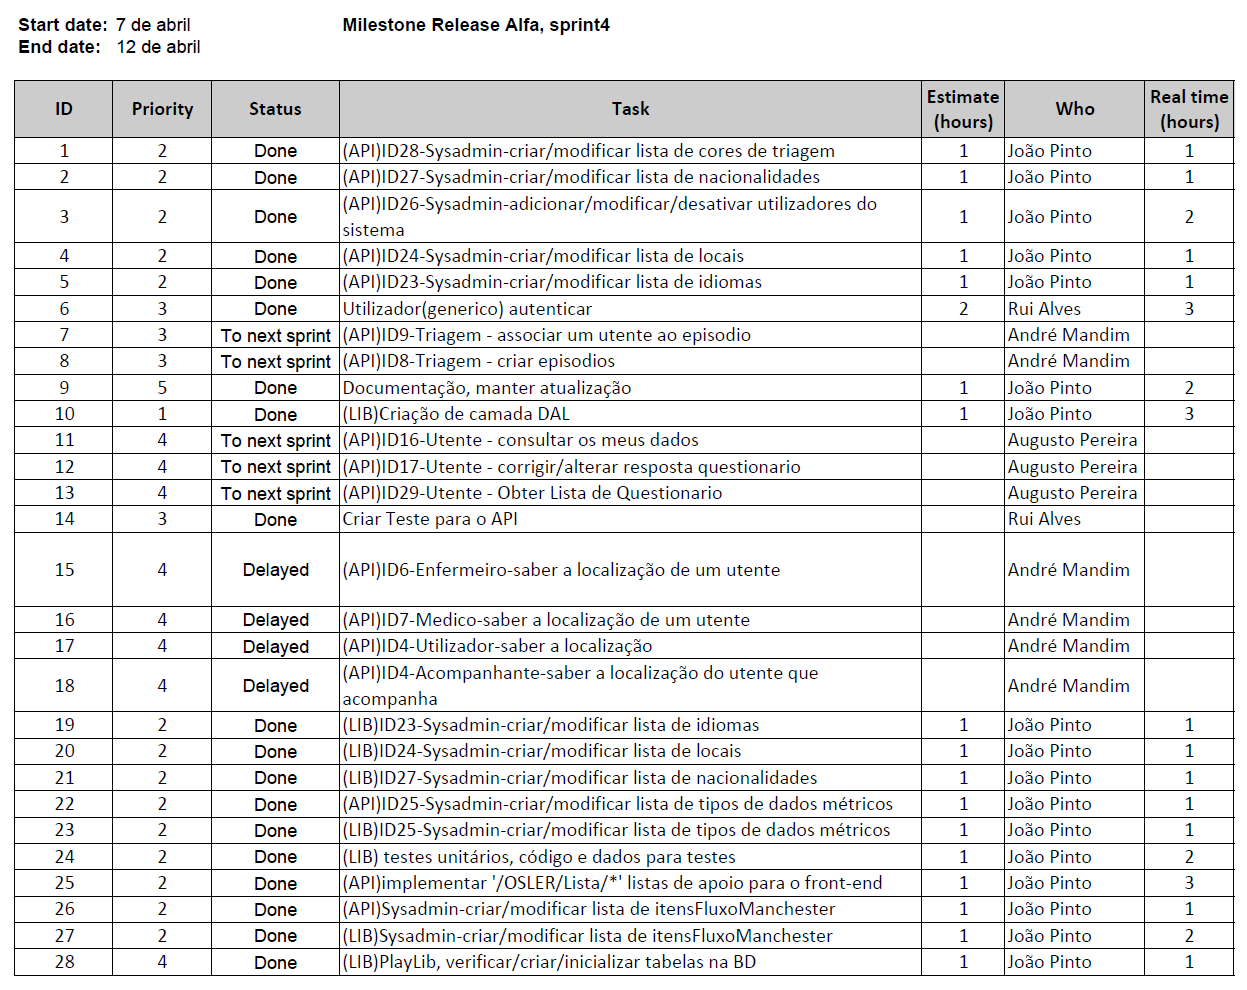 Start date: 7 de abril Milestone Release Alfa, sprint4
End date: 12 de abril
ID Priority Status Task Estimate (hours) Who Real time (hours)
1 2 Done (API)ID28-Sysadmin-criar/modificar lista de cores de triagem 1 João Pinto 1
2 2 Done (API)ID27-Sysadmin-criar/modificar lista de nacionalidades 1 João Pinto 1
3 2 Done (API)ID26-Sysadmin-adicionar/modificar/desativar utilizadores do sistema 1 João Pinto 2
4 2 Done (API)ID24-Sysadmin-criar/modificar lista de locais 1 João Pinto 1
5 2 Done (API)ID23-Sysadmin-criar/modificar lista de idiomas 1 João Pinto 1
6 3 Done Utilizador(generico) autenticar 2 Rui Alves 3
7 3 To next sprint (API)ID9-Triagem - associar um utente ao episodio André Mandim
8 3 To next sprint (API)ID8-Triagem - criar episodios André Mandim
9 5 Done Documentação, manter atualização 1 João Pinto 2
10 1 Done (LIB)Criação de camada DAL 1 João Pinto 3
11 4 To next sprint (API)ID16-Utente - consultar os meus dados Augusto Pereira
12 4 To next sprint (API)ID17-Utente - corrigir/alterar resposta questionario Augusto Pereira
13 4 To next sprint (API)ID29-Utente - Obter Lista de Questionario Augusto Pereira
14 3 Done Criar Teste para o API Rui Alves
15 4 Delayed (API)ID6-Enfermeiro-saber a localização de um utente André Mandim
16 4 Delayed (API)ID7-Medico-saber a localização de um utente André Mandim
17 4 Delayed (API)ID4-Utilizador-saber a localização André Mandim
18 4 Delayed (API)ID4-Acompanhante-saber a localização do utente que acompanha André Mandim
19 2 Done (LIB)ID23-Sysadmin-criar/modificar lista de idiomas 1 João Pinto 1
20 2 Done (LIB)ID24-Sysadmin-criar/modificar lista de locais 1 João Pinto 1
21 2 Done (LIB)ID27-Sysadmin-criar/modificar lista de nacionalidades 1 João Pinto 1
22 2 Done (API)ID25-Sysadmin-criar/modificar lista de tipos de dados métricos 1 João Pinto 1
23 2 Done (LIB)ID25-Sysadmin-criar/modificar lista de tipos de dados métricos 1 João Pinto 1
24 2 Done (LIB) testes unitários, código e dados para testes 1 João Pinto 2
25 2 Done (API)implementar '/OSLER/Lista/*' listas de apoio para o front-end 1 João Pinto 3
26 2 Done (API)Sysadmin-criar/modificar lista de itensFluxoManchester 1 João Pinto 1
27 2 Done (LIB)Sysadmin-criar/modificar lista de itensFluxoManchester 1 João Pinto 2
28 4 Done (LIB)PlayLib, verificar/criar/inicializar tabelas na BD 1 João Pinto 1